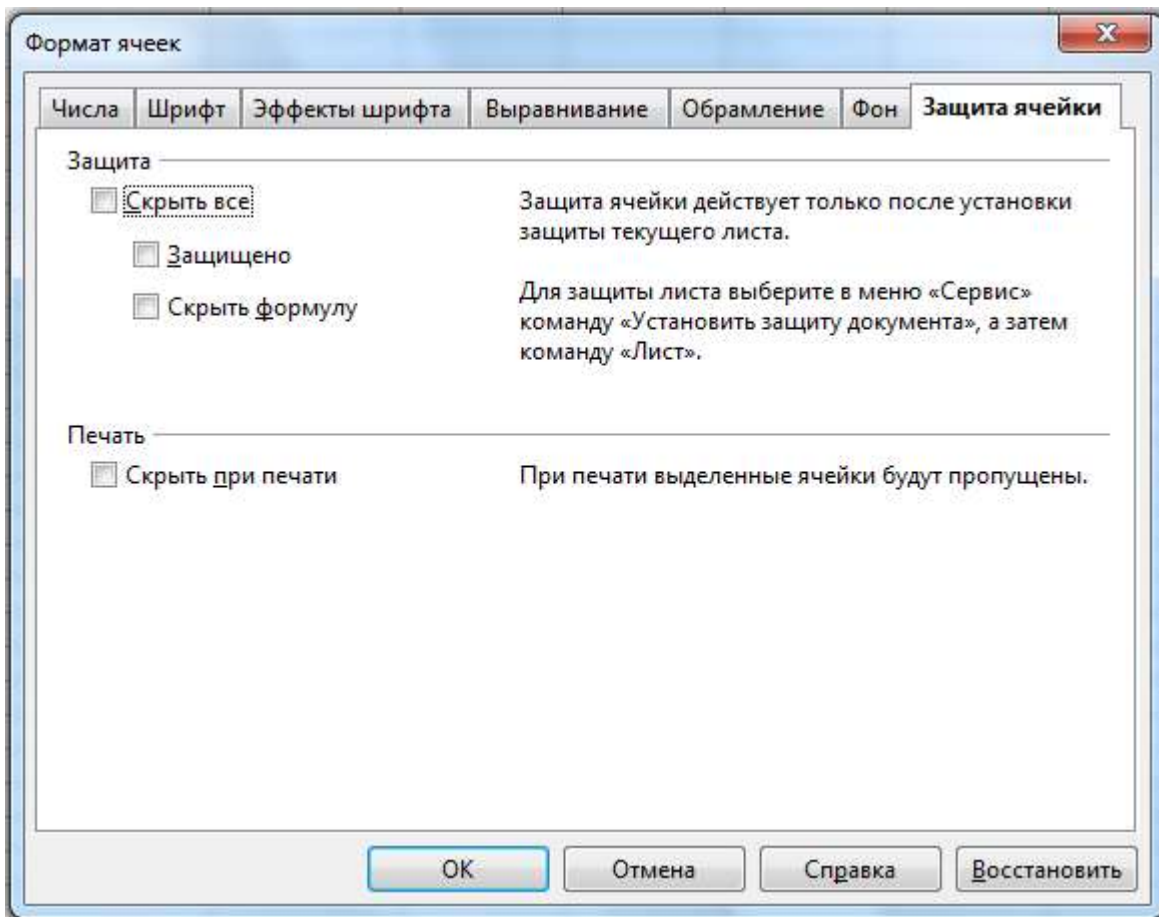 Формат ячеек
Числа Шрифт Эффекты шрифта Выравнивание Обрамление Фон Защита ячейки
Защита
Скрыть все
Защищено
Скрыть формулу
Защита ячейки действует только после установки
защиты текущего листа.
Для защиты листа выберите в меню «Сервис»
команду «Установить защиту документа», а затем
команду «Лист».
Печать
Скрыть при печати
При печати выделенные ячейки будут пропущены.
ОК Отмена Справка Восстановить